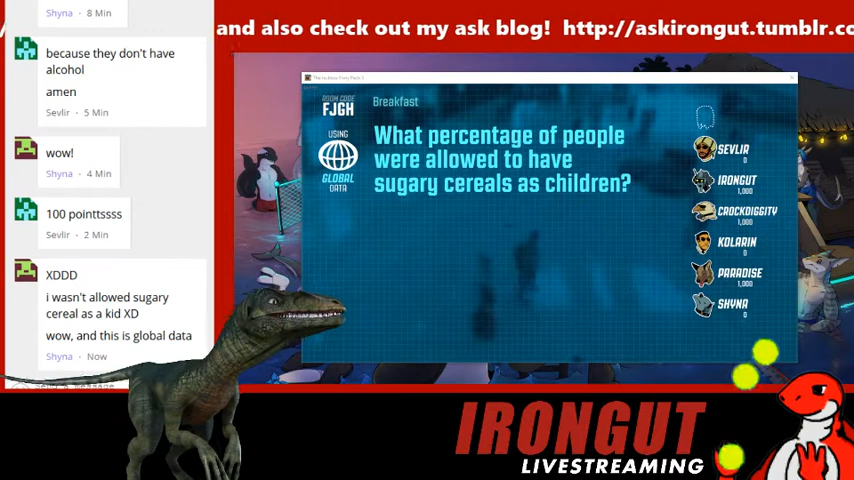 Shyna · 8 Min
because they don't have
alcohol
amen
Sevlir · 5 Min
wow!
Shyna · 4 Min
100 pointtssss
Sevlir · 2 Min
XDDD
i wasn't allowed sugary
cereal as a kid XD
wow, and this is global data
Shyna · Now
and also check out my ask blog! http://askirongut.tumblr.co
ROOM CODE
FJGH
USING
GLOBAL
DATA
Breakfast
What percentage of people
were allowed to have
sugary cereals as children?
SEVLIR
0
IRONGUT
1,000
CROCKDIGGITY
1,000
KOLARIN
0
PARADISE
1,000
SHYNA
0
IRONGUT
LIVESTREAMING